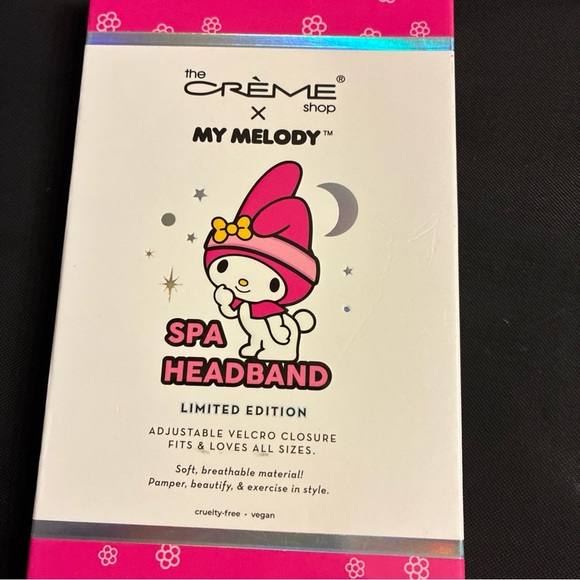 the
CRÈME®
shop
X
MY MELODY™
SPA
HEADBAND
LIMITED EDITION
ADJUSTABLE VELCRO CLOSURE
FITS & LOVES ALL SIZES.
Soft, breathable material!
Pamper, beautify, & exercise in style.
cruelty-free • vegan